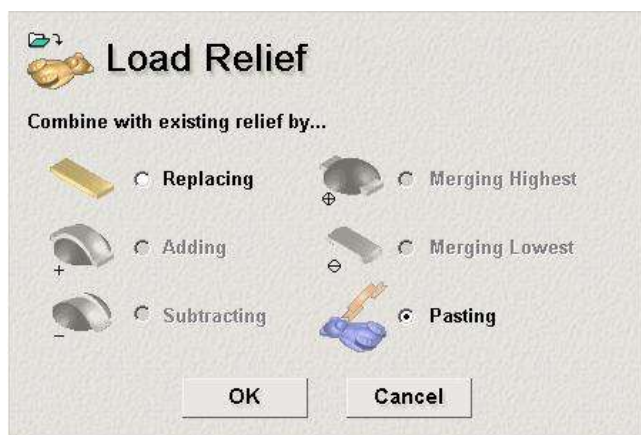 Load Relief
Combine with existing relief by...
Replacing
Merging Highest
Adding
Merging Lowest
Subtracting
Pasting
OK
Cancel